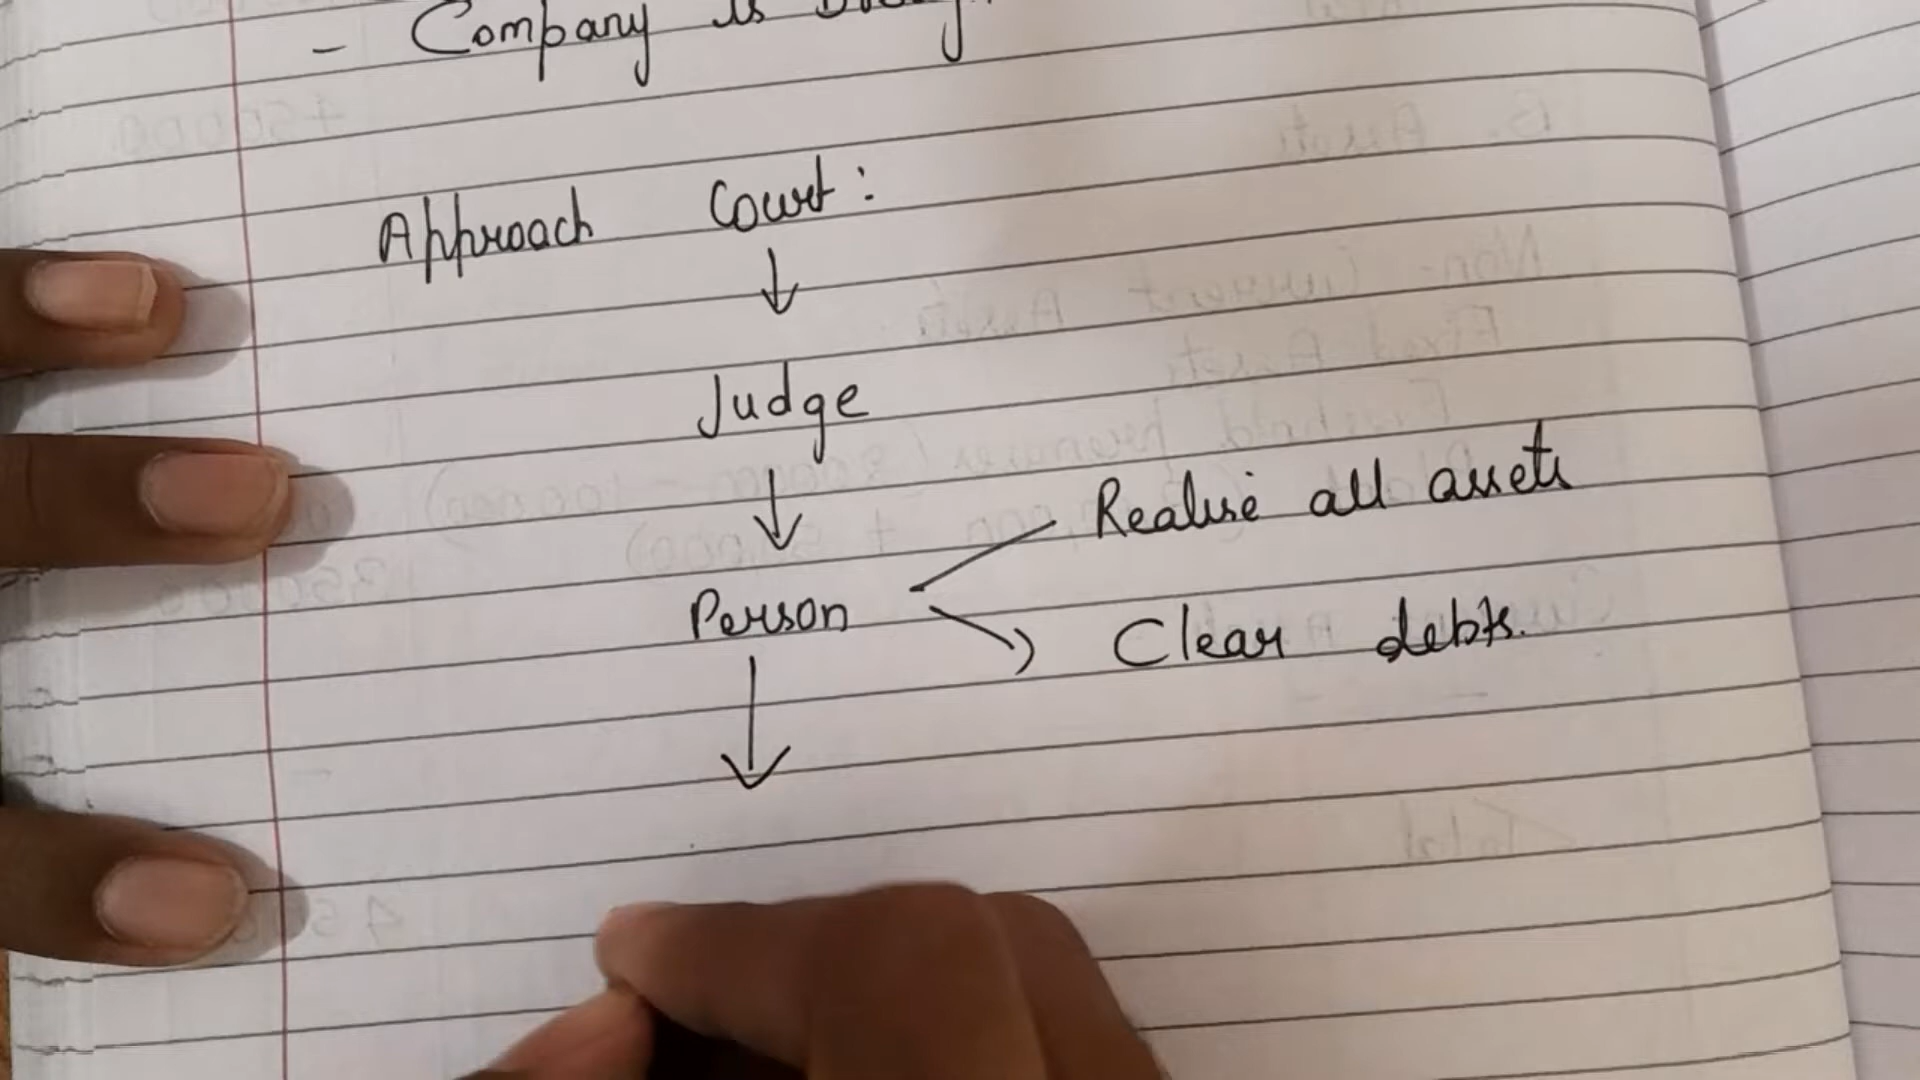 - Company is
Approach Court:
↓
Judge
↓
Person
Realise all assets
Clear debts.
↓